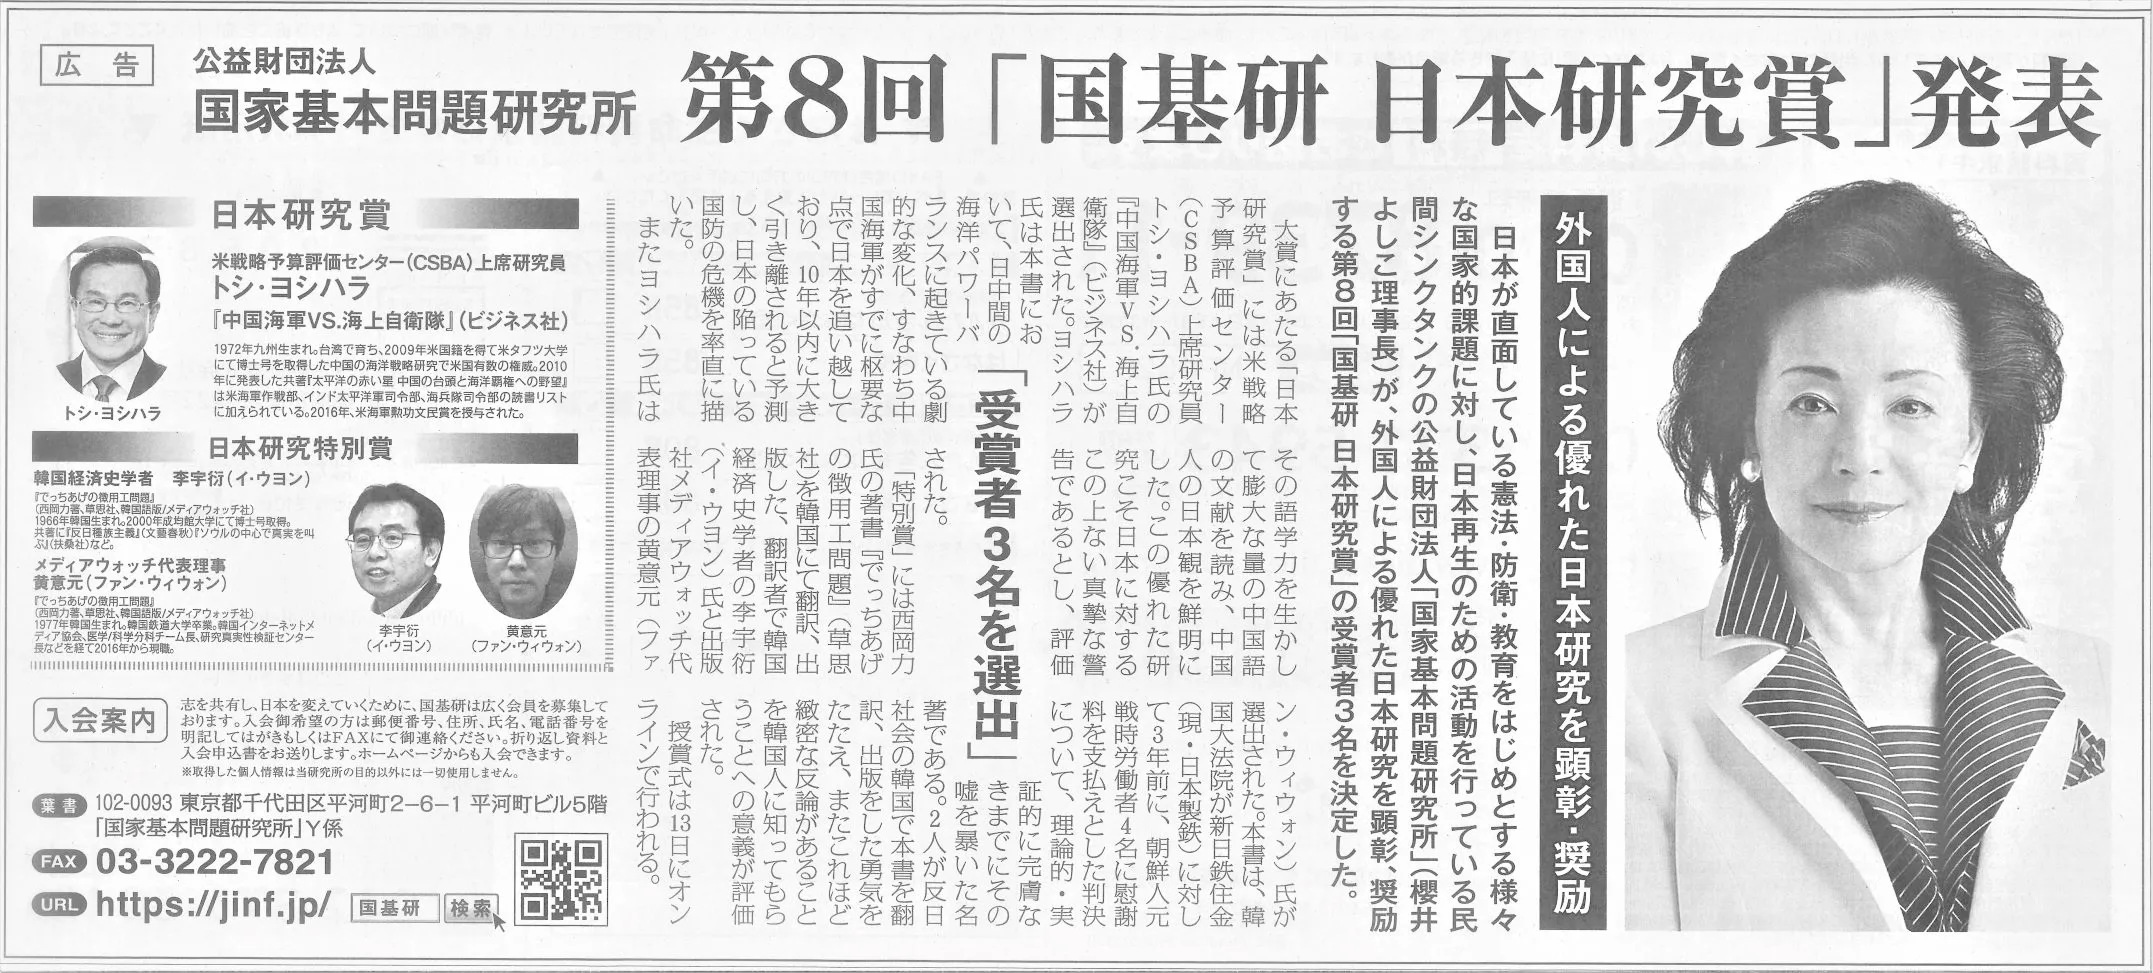 広告
公益財団法人
国家基本問題研究所
第8回「国基研 日本研究賞」発表
外国人による優れた日本研究を顕彰・奨励
日本が直面している憲法・防衛・教育をはじめとする様々
な国家的課題に対し、日本再生のための活動を行っている民
間シンクタンクの公益財団法人「国家基本問題研究所」(櫻井
よしこ理事長)が、外国人による優れた日本研究を顕彰、奨励
する第8回「国基研 日本研究賞」の受賞者3名を決定した。
「受賞者3名を選出」
大賞にあたる「日本
研究賞」には米戦略
予算評価センター
(CSBA)上席研究員
トシ・ヨシハラ氏の
『中国海軍VS.海上自
衛隊』(ビジネス社)が
選出された。ヨシハラ
氏は本書にお
いて、日中間の
海洋パワーバ
ランスに起きている劇
的な変化、すなわち中
国海軍がすでに枢要な
点で日本を追い越して
おり、10年以内に大き
く引き離されると予測
し、日本の陥っている
国防の危機を率直に描
いた。
またヨシハラ氏は
その語学力を生かし
て膨大な量の中国語
の文献を読み、中国
人の日本観を鮮明に
した。この優れた研
究こそ日本に対する
この上ない真摯な警
告であるとし、評価
された。
「特別賞」には西岡力
氏の著書『でっちあげ
の徴用工問題』(草思
社)を韓国にて翻訳、出
版した、翻訳者で韓国
経済史学者の李宇衍
(イ・ウヨン)氏と出版
社メディアウォッチ代
表理事の黄意元(ファ
ン・ウィウォン)氏が
選出された。本書は、韓
国大法院が新日鉄住金
(現・日本製鉄)に対し
て3年前に、朝鮮人元
戦時労働者4名に慰謝
料を支払えとした判決
について、理論的・実
証的に完膚な
きまでにその
嘘を暴いた名
著である。2人が反日
社会の韓国で本書を翻
訳、出版をした勇気を
たたえ、またこれほど
緻密な反論があること
を韓国人に知ってもら
うことへの意義が評価
された。
授賞式は13日にオン
ラインで行われる。
日本研究賞
米戦略予算評価センター(CSBA)上席研究員
トシ・ヨシハラ
『中国海軍VS.海上自衛隊』(ビジネス社)
1972年九州生まれ。台湾で育ち、2009年米国籍を得て米タフツ大学
にて博士号を取得した中国の海洋戦略研究で米国有数の権威。2010
年に発表した共著『太平洋の赤い星 中国の台頭と海洋覇権への野望』
は米海軍作戦部、インド太平洋軍司令部、海兵隊司令部の読書リスト
に加えられている。2016年、米海軍勲功文民賞を授与された。
トシ・ヨシハラ
日本研究特別賞
韓国経済史学者 李宇衍(イ・ウヨン)
『でっちあげの徴用工問題』
(西岡力著、草思社、韓国語版/メディアウォッチ社)
1966年韓国生まれ。2000年成均館大学にて博士号取得。
共著に『反日種族主義』(文藝春秋)『ソウルの中心で真実を叫
ぶ』(扶桑社)など。
メディアウォッチ代表理事
黄意元(ファン・ウィウォン)
『でっちあげの徴用工問題』
(西岡力著、草思社、韓国語版/メディアウォッチ社)
1977年韓国生まれ。韓国鉄道大学卒業。韓国インターネットメ
ディア協会、医学/科学分科チーム長、研究真実性検証センター
長などを経て2016年から現職。
李宇衍
(イ・ウヨン)
黄意元
(ファン・ウィウォン)
入会案内
志を共有し、日本を変えていくために、国基研は広く会員を募集して
おります。入会御希望の方は郵便番号、住所、氏名、電話番号を
明記してはがきもしくはFAXにて御連絡ください。折り返し資料と
入会申込書をお送りします。ホームページからも入会できます。
※取得した個人情報は当研究所の目的以外には一切使用しません。
葉書 102-0093 東京都千代田区平河町2-6-1 平河町ビル5階
「国家基本問題研究所」Y係
FAX 03-3222-7821
URL https://jinf.jp/ 国基研 検索